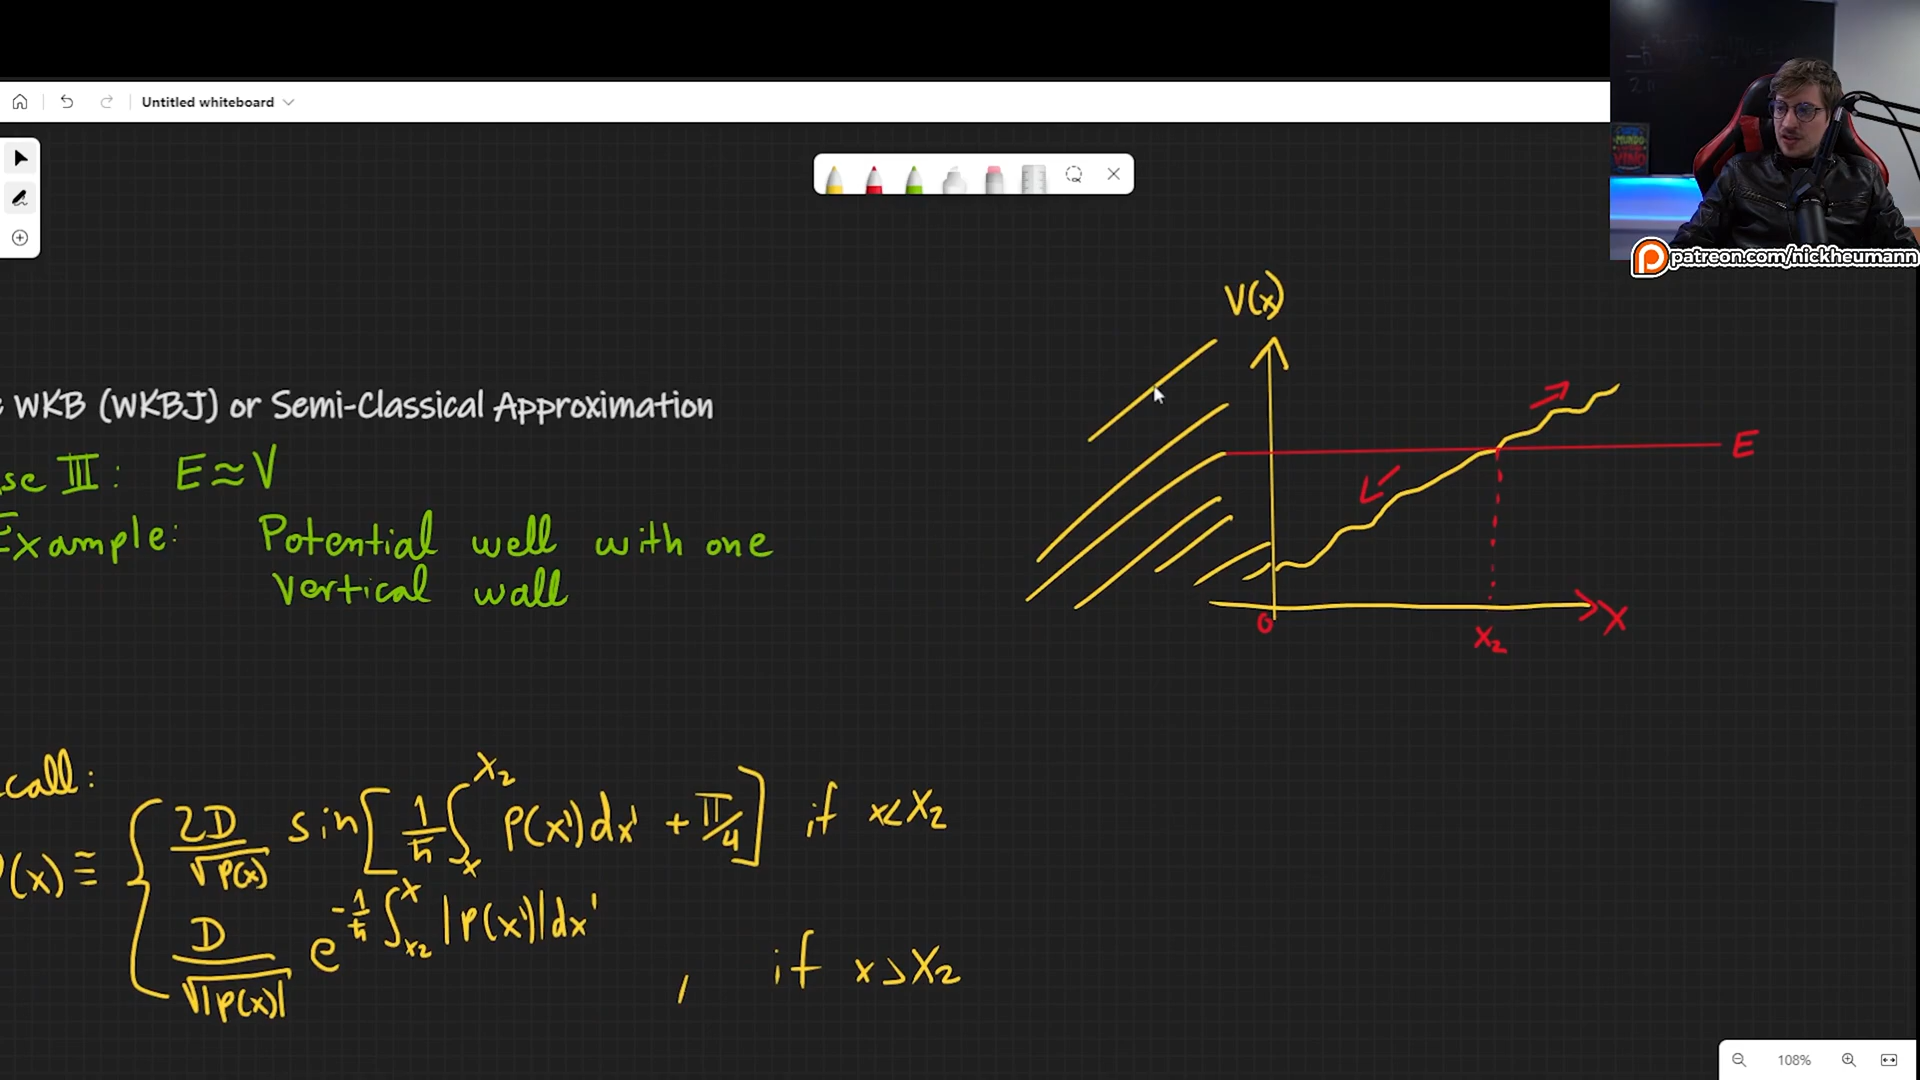 Untitled whiteboard
patreon.com/nickheumann
WKB (WKBJ) or Semi-Classical Approximation
se III: E≈V
Example: Potential well with one
vertical wall
V(x)
E
0
x₂
X
call:
(x) ≡ { 2D/√p(x) sin[1/ħ ∫ₓ^x₂ p(x')dx' + π/4] if x<x₂
D/√|p(x)| e^(-1/ħ ∫_x₂^x |p(x')|dx') , if x>x₂
108%